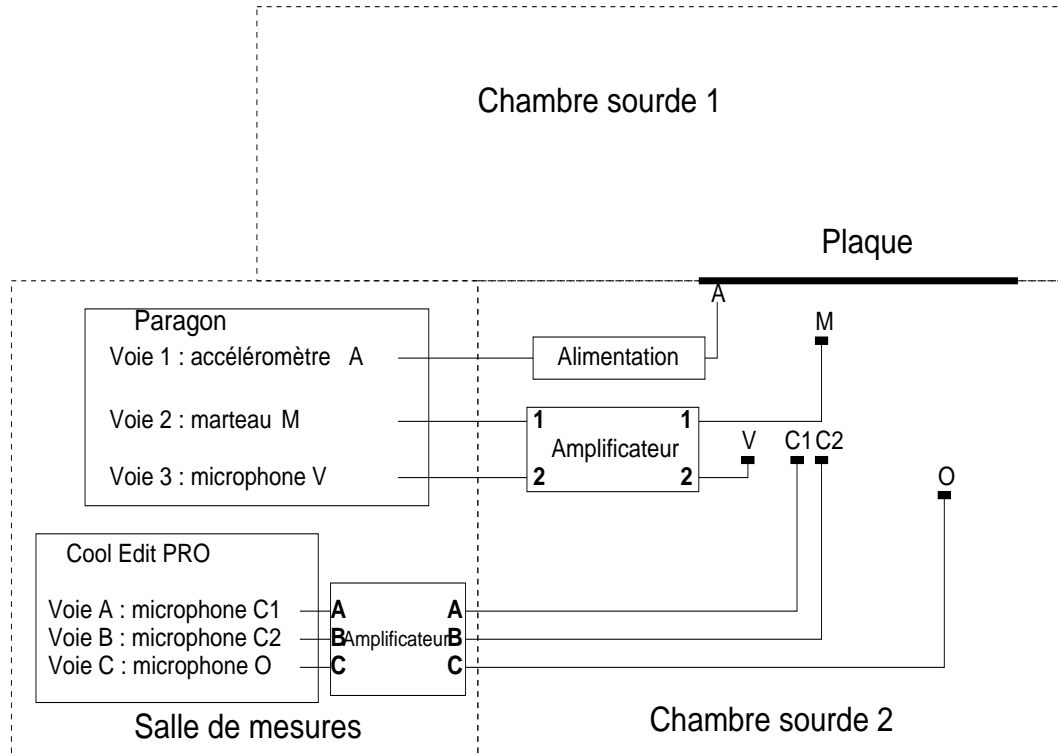 Chambre sourde 1
Plaque
A
M
Paragon
Voie 1 : accéléromètre A
Alimentation
Voie 2 : marteau M
1 1
Amplificateur
V C1 C2
Voie 3 : microphone V
2 2
O
Cool Edit PRO
Voie A : microphone C1
A A
Voie B : microphone C2
B Amplificateur B
Voie C : microphone O
C C
Salle de mesures
Chambre sourde 2